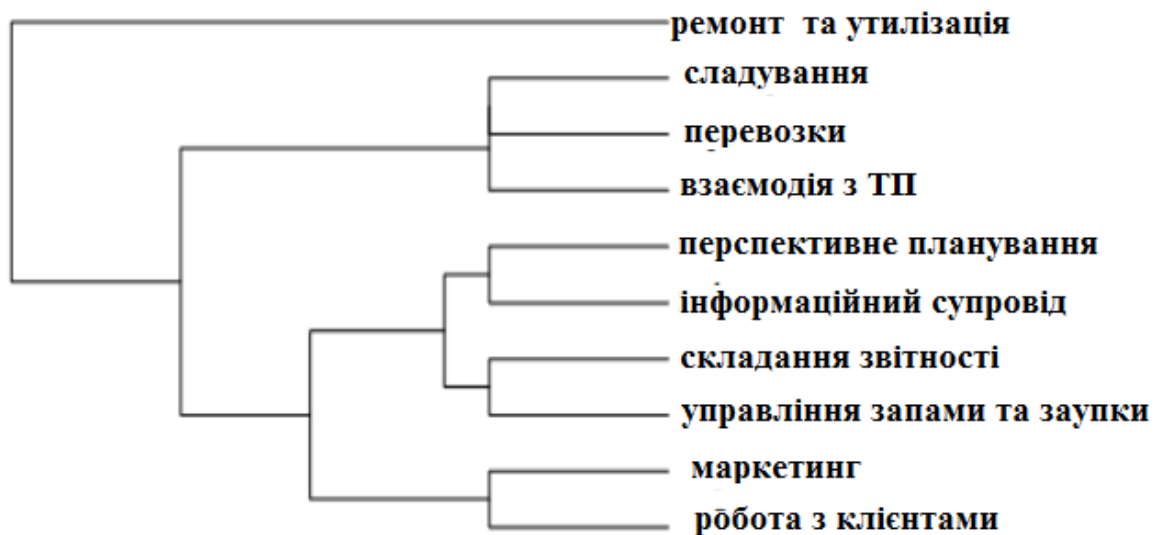 ремонт та утилізація
сладування
перевозки
взаємодія з ТП
перспективне планування
інформаційний супровід
складання звітності
управління запами та заупки
маркетинг
робота з клієнтами